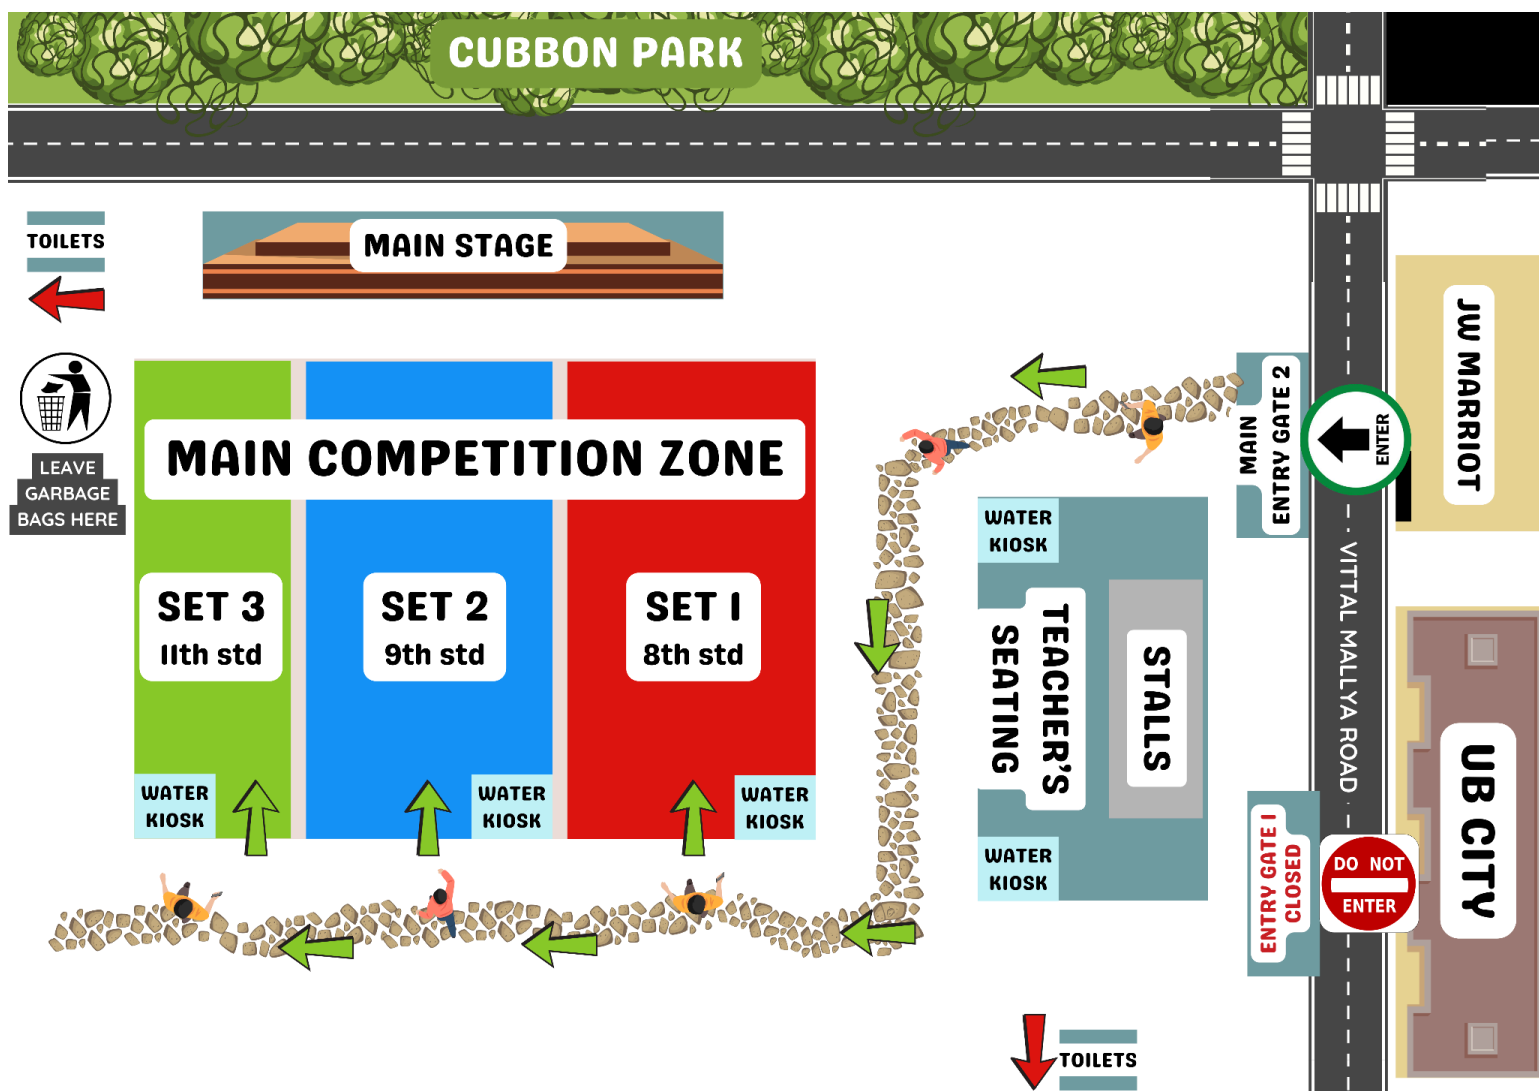 CUBBON PARK
TOILETS
MAIN STAGE
JW MARRIOT
MAIN
ENTRY GATE 2
ENTER
LEAVE
GARBAGE
BAGS HERE
MAIN COMPETITION ZONE
SET 3
11th std
SET 2
9th std
SET 1
8th std
WATER
KIOSK
WATER
KIOSK
WATER
KIOSK
WATER
KIOSK
TEACHER'S
SEATING
STALLS
WATER
KIOSK
VITTAL MALLYA ROAD
UB CITY
ENTRY GATE 1
CLOSED
DO NOT
ENTER
TOILETS